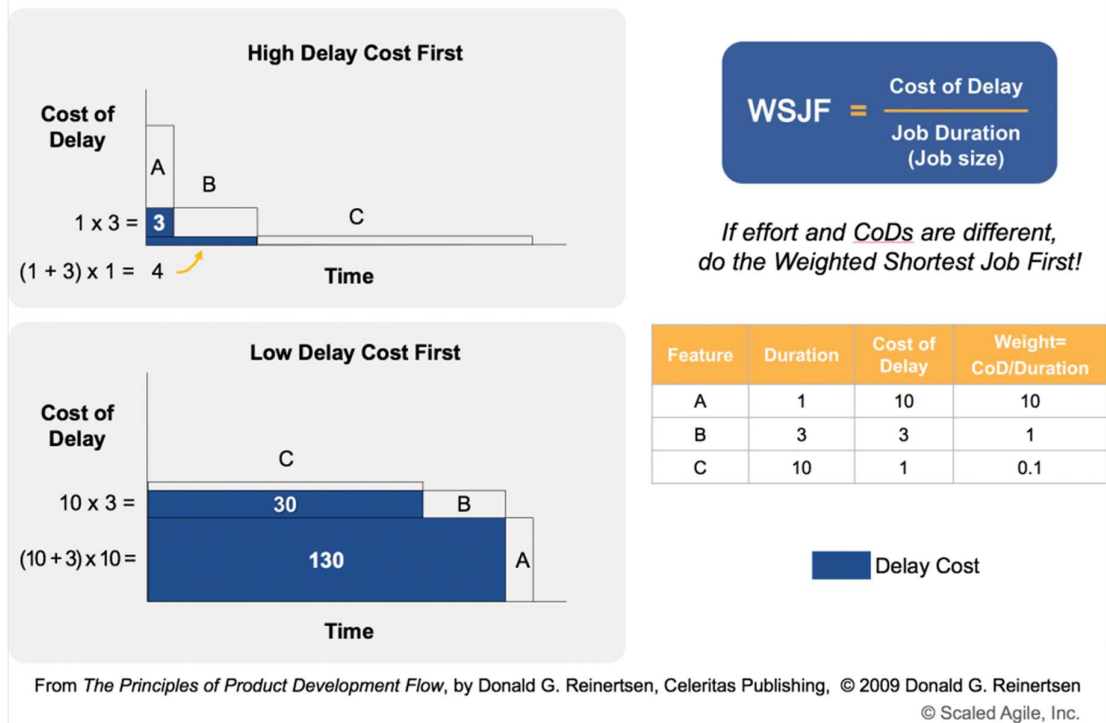 High Delay Cost First
Cost of
Delay
A
B
C
1 x 3 =
3
(1 + 3) x 1 =
4
Time
WSJF
=
Cost of Delay
Job Duration
(Job size)
If effort and CoDs are different,
do the Weighted Shortest Job First!
Low Delay Cost First
Cost of
Delay
C
10 x 3 =
30
B
(10 + 3) x 10 =
130
A
Time
Feature Duration Cost of Delay Weight= CoD/Duration
A 1 10 10
B 3 3 1
C 10 1 0.1
Delay Cost
From The Principles of Product Development Flow, by Donald G. Reinertsen, Celeritas Publishing, © 2009 Donald G. Reinertsen
© Scaled Agile, Inc.